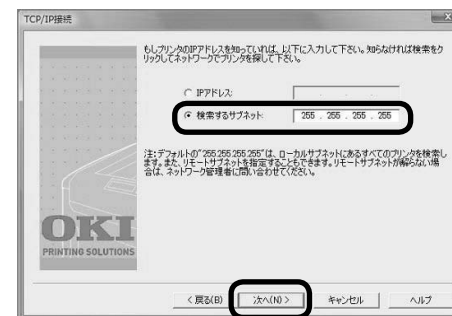 TCP/IP接続
もしプリンタのIPアドレスを知っていれば、以下に入力して下さい。知らなければ検索をク
リックしてネットワークでプリンタを探して下さい。
IPアドレス:
検索するサブネット: 255 . 255 . 255 . 255
注:デフォルトの"255.255.255.255"は、ローカルサブネットにあるすべてのプリンタを検索し
ます。また、リモートサブネットを指定することもできます。リモートサブネットが解らない場
合は、ネットワーク管理者に問い合わせてください。
OKI
PRINTING SOLUTIONS
< 戻る(B) 次へ(N) > キャンセル ヘルプ